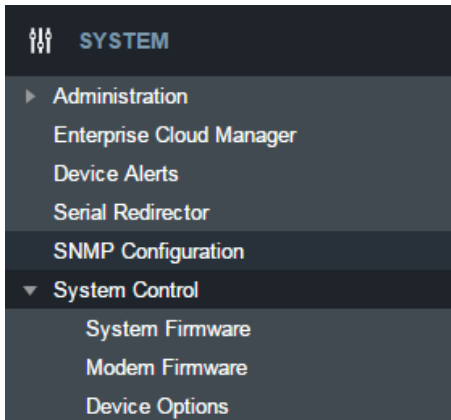 SYSTEM
Administration
Enterprise Cloud Manager
Device Alerts
Serial Redirector
SNMP Configuration
System Control
System Firmware
Modem Firmware
Device Options